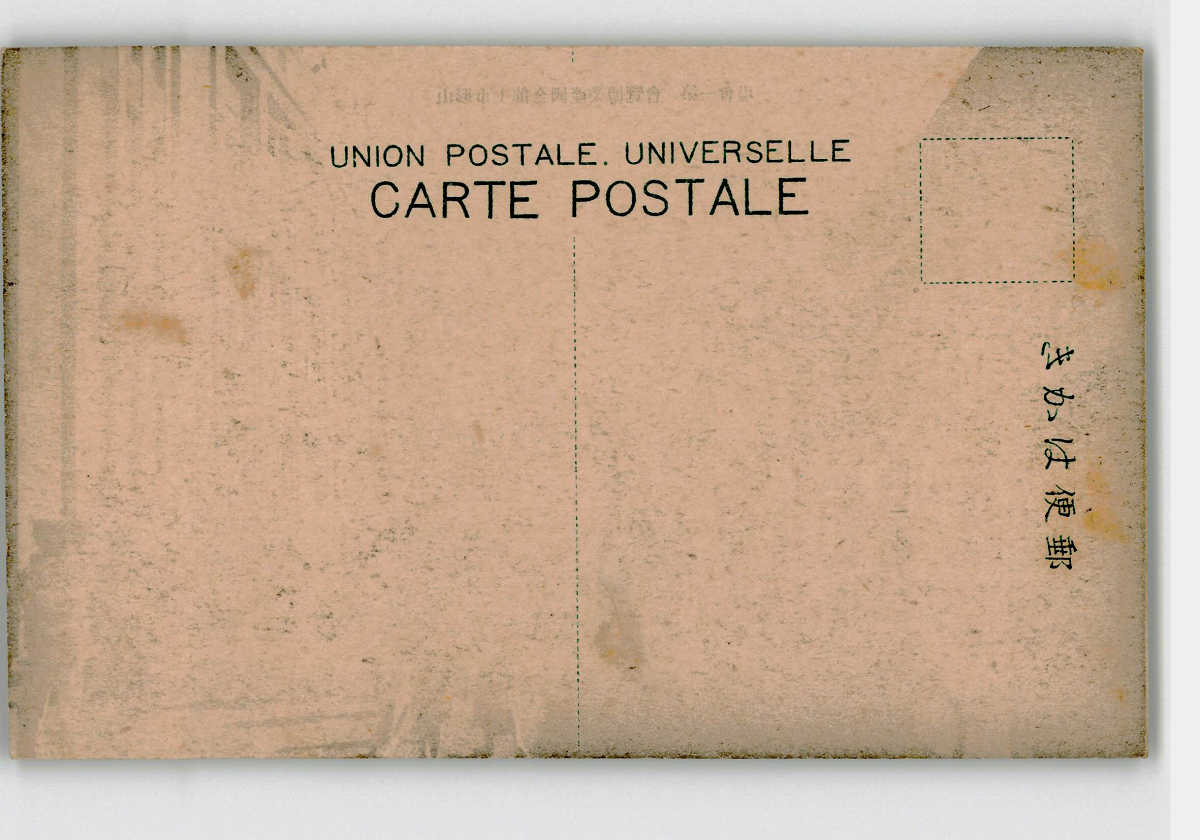 UNION POSTALE. UNIVERSELLE
CARTE POSTALE
郵便はかき